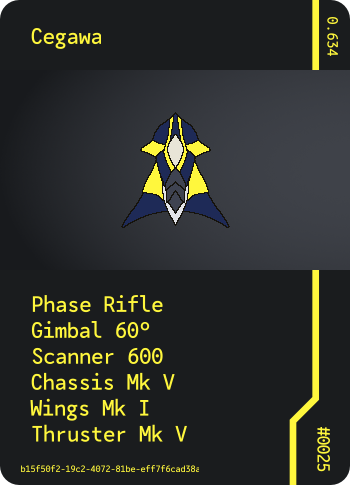 Cegawa
0.634
Phase Rifle
Gimbal 60°
Scanner 600
Chassis Mk V
Wings Mk I
Thruster Mk V
#0025
b15f50f2-19c2-4072-81be-eff7f6cad38a